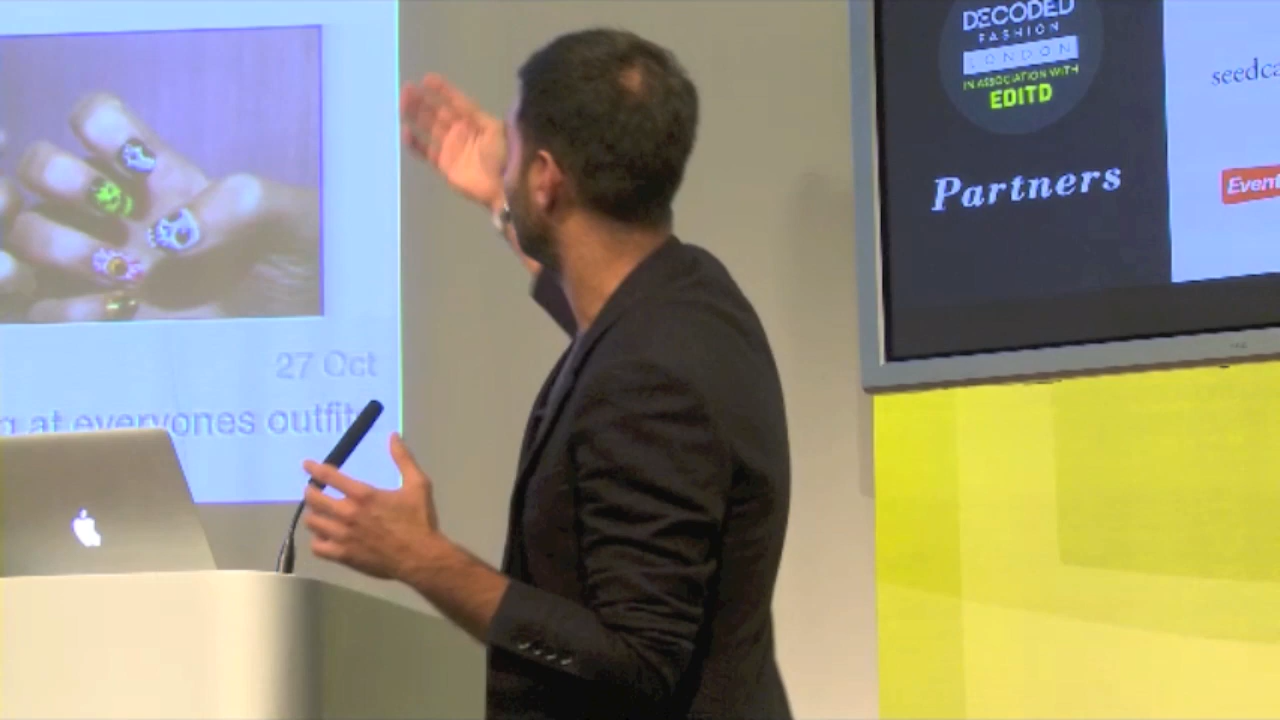 27 Oct
at everyones outfit
DECODED
FASHION
LONDON
IN ASSOCIATION WITH
EDITD
Partners
seedca
Event